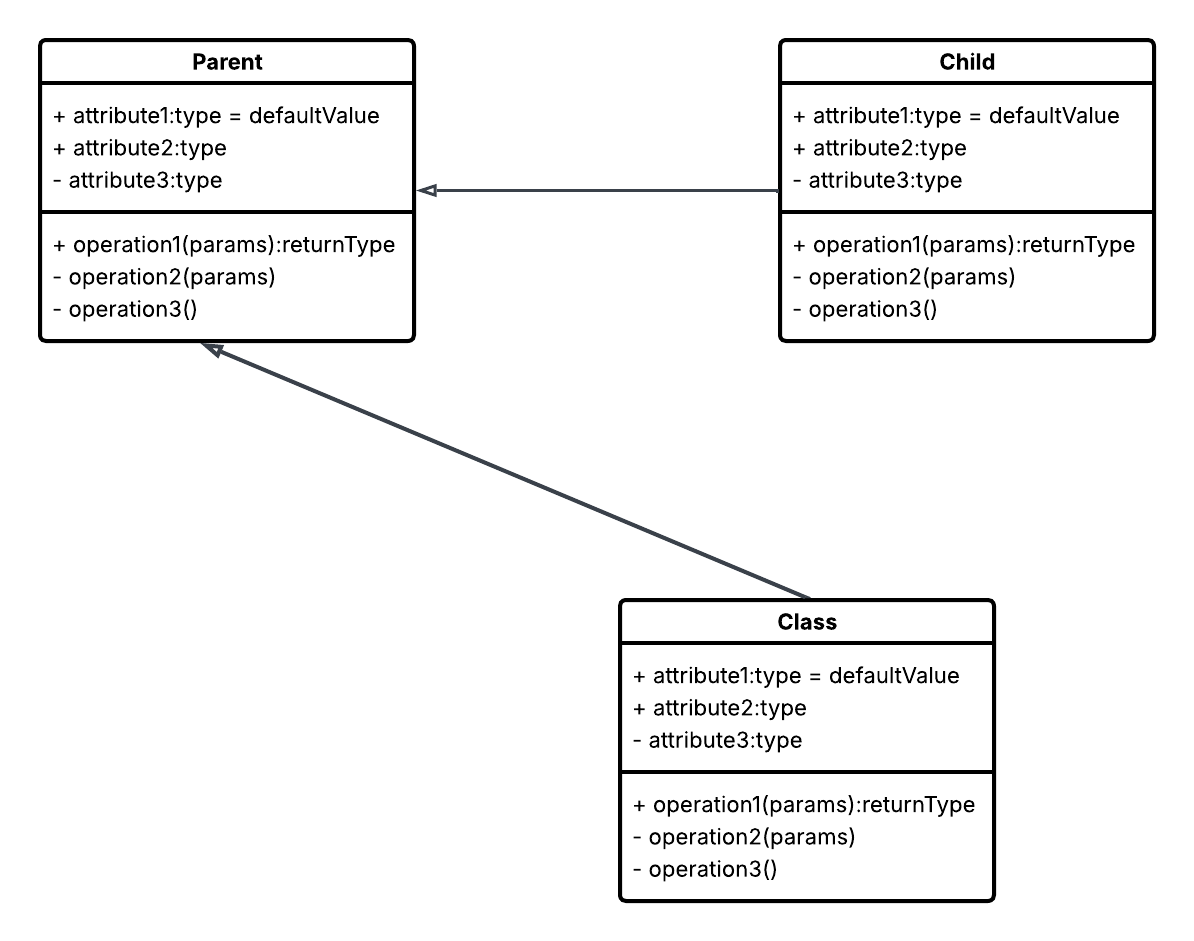 Parent
+ attribute1:type = defaultValue
+ attribute2:type
- attribute3:type
+ operation1(params):returnType
- operation2(params)
- operation3()
Child
+ attribute1:type = defaultValue
+ attribute2:type
- attribute3:type
+ operation1(params):returnType
- operation2(params)
- operation3()
Class
+ attribute1:type = defaultValue
+ attribute2:type
- attribute3:type
+ operation1(params):returnType
- operation2(params)
- operation3()